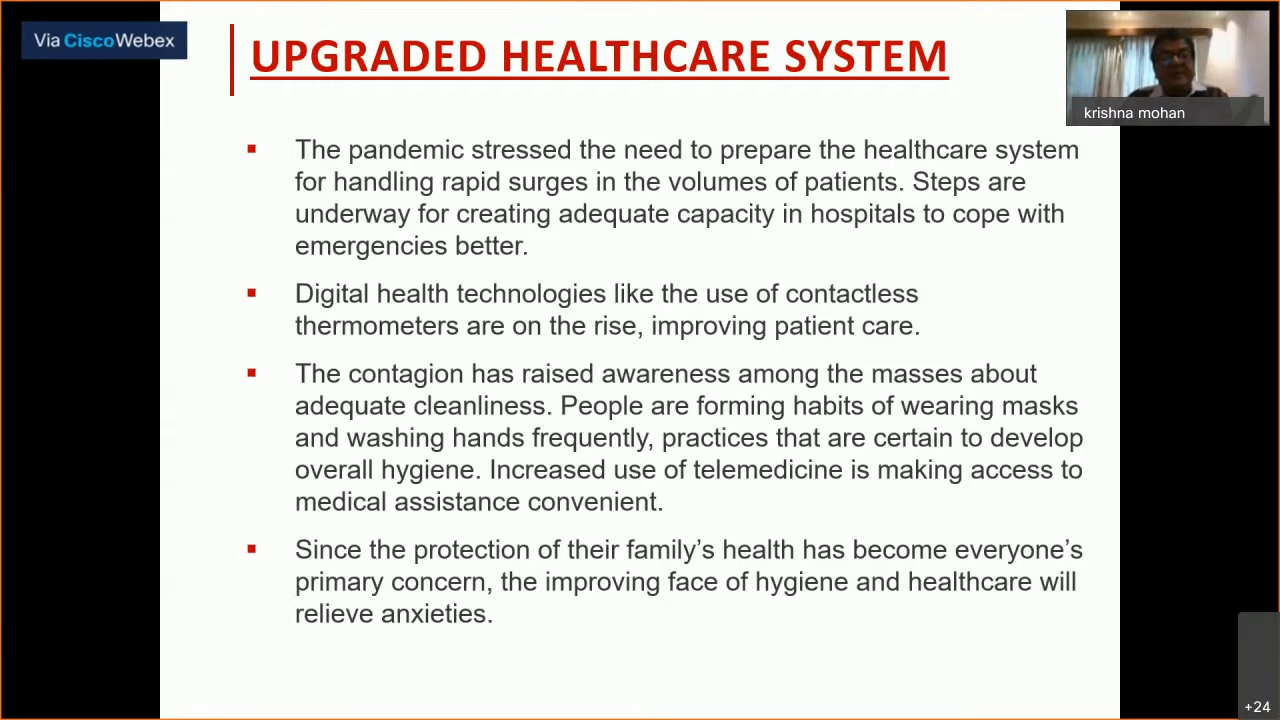 Via CiscoWebex
UPGRADED HEALTHCARE SYSTEM
krishna mohan
▪ The pandemic stressed the need to prepare the healthcare system
for handling rapid surges in the volumes of patients. Steps are
underway for creating adequate capacity in hospitals to cope with
emergencies better.
▪ Digital health technologies like the use of contactless
thermometers are on the rise, improving patient care.
▪ The contagion has raised awareness among the masses about
adequate cleanliness. People are forming habits of wearing masks
and washing hands frequently, practices that are certain to develop
overall hygiene. Increased use of telemedicine is making access to
medical assistance convenient.
▪ Since the protection of their family’s health has become everyone’s
primary concern, the improving face of hygiene and healthcare will
relieve anxieties.
+24